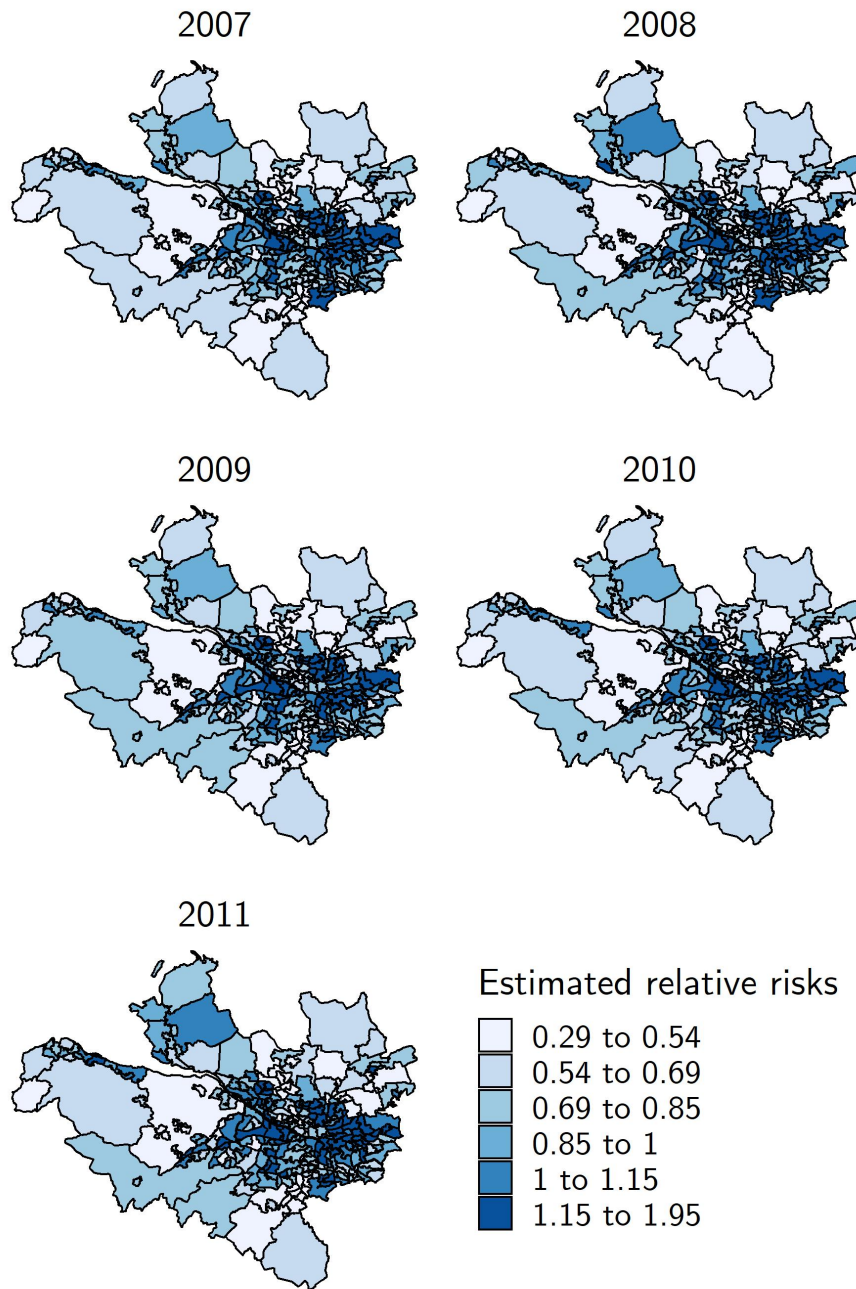 2007
2008
2009
2010
2011
Estimated relative risks
0.29 to 0.54
0.54 to 0.69
0.69 to 0.85
0.85 to 1
1 to 1.15
1.15 to 1.95